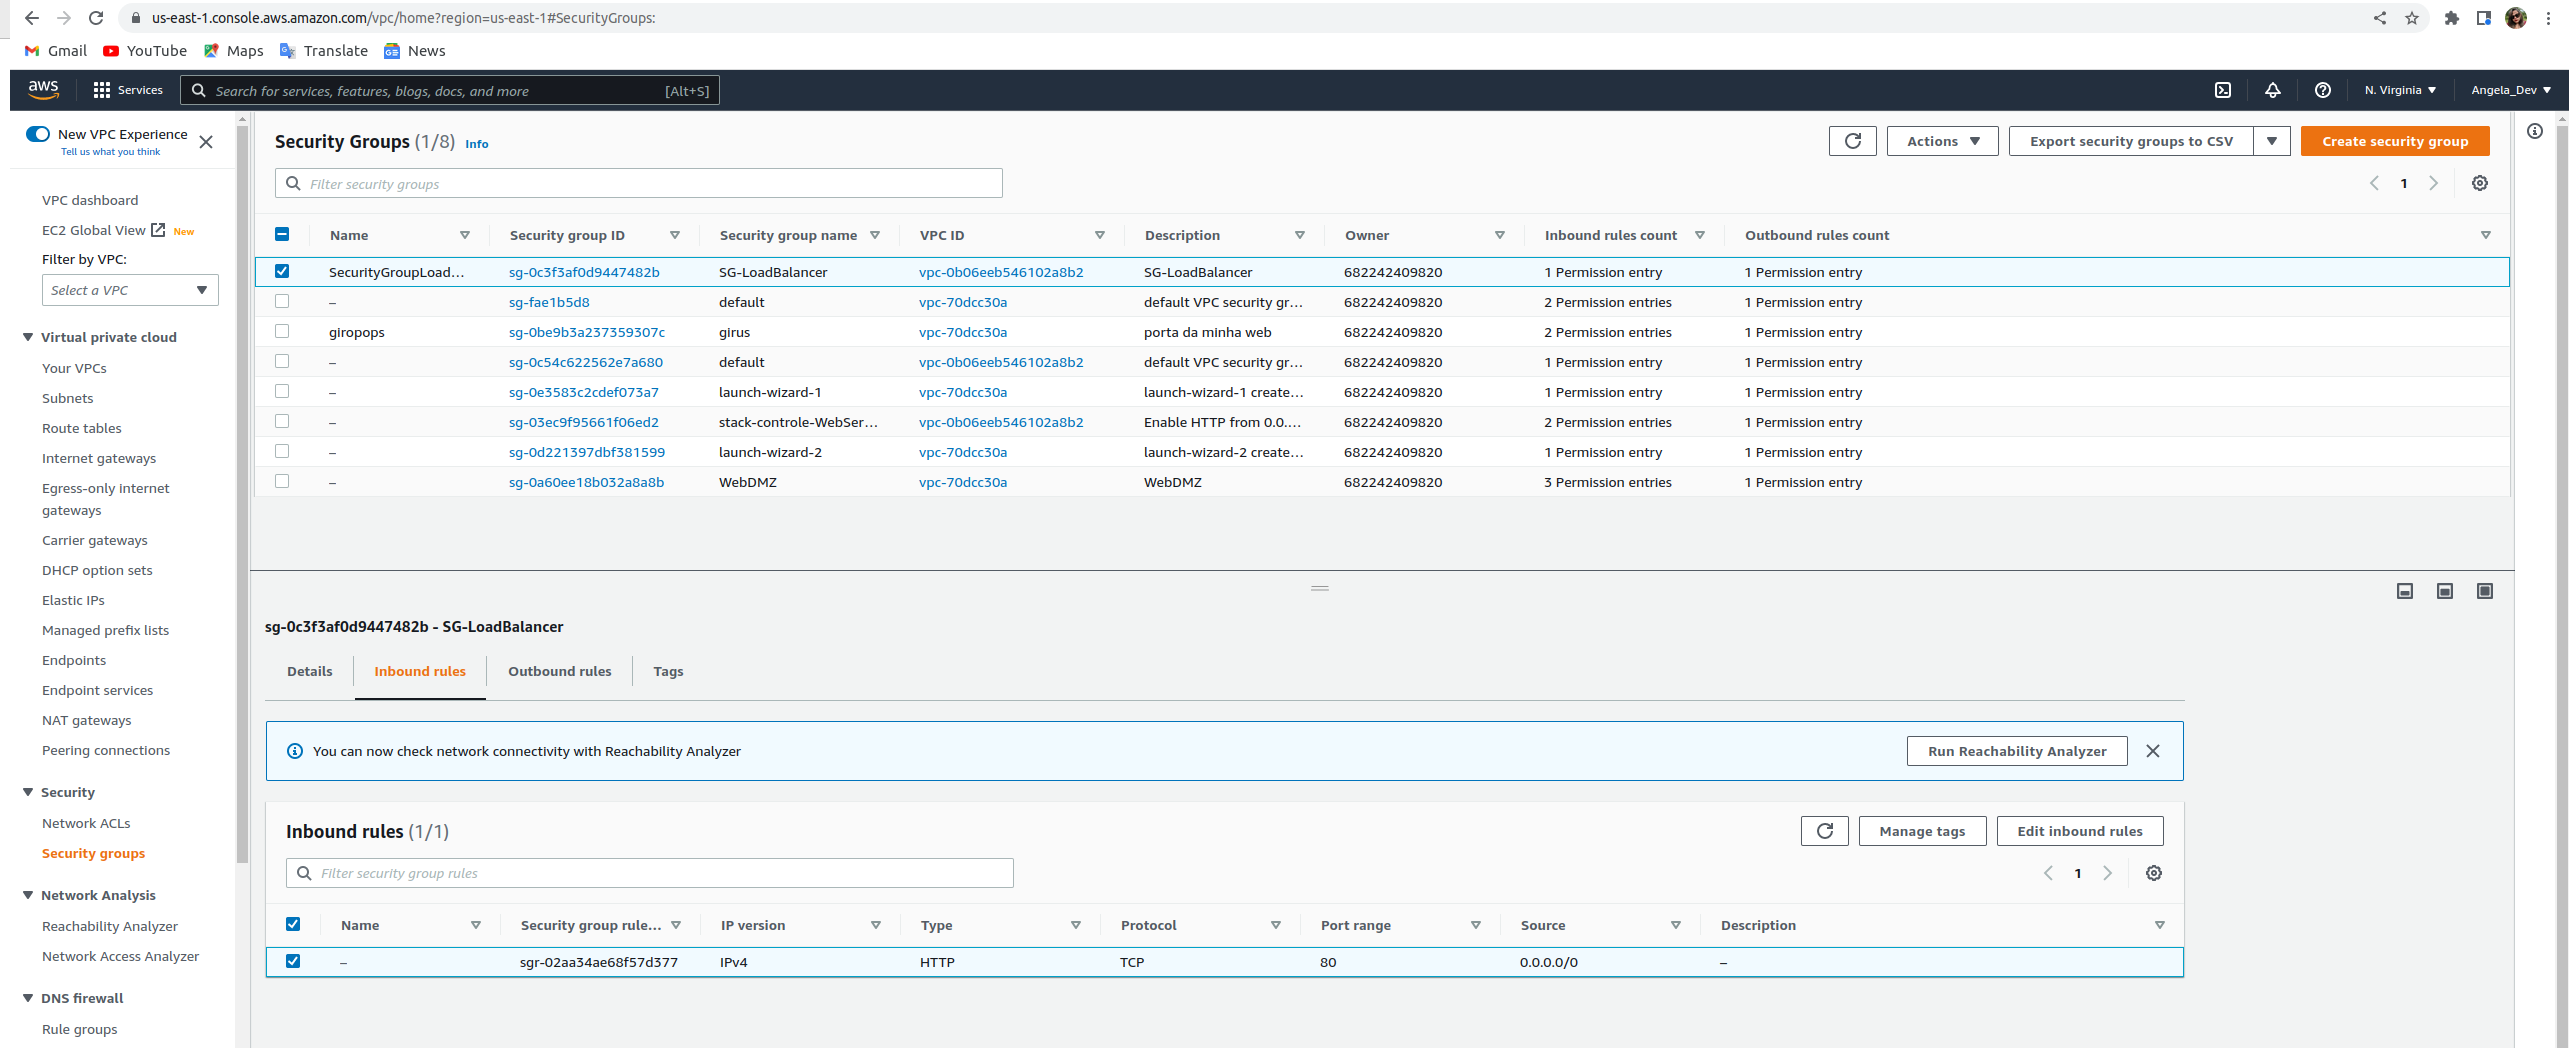 us-east-1.console.aws.amazon.com/vpc/home?region=us-east-1#SecurityGroups:
Gmail YouTube Maps Translate News
aws Services Search for services, features, blogs, docs, and more [Alt+S] N. Virginia Angela_Dev
New VPC Experience
Tell us what you think
VPC dashboard
EC2 Global View New
Filter by VPC:
Select a VPC
Virtual private cloud
Your VPCs
Subnets
Route tables
Internet gateways
Egress-only internet
gateways
Carrier gateways
DHCP option sets
Elastic IPs
Managed prefix lists
Endpoints
Endpoint services
NAT gateways
Peering connections
Security
Network ACLs
Security groups
Network Analysis
Reachability Analyzer
Network Access Analyzer
DNS firewall
Rule groups
Security Groups (1/8) Info Actions Export security groups to CSV Create security group
Filter security groups 1
Name Security group ID Security group name VPC ID Description Owner Inbound rules count Outbound rules count
SecurityGroupLoad... sg-0c3f3af0d9447482b SG-LoadBalancer vpc-0b06eeb546102a8b2 SG-LoadBalancer 682242409820 1 Permission entry 1 Permission entry
– sg-fae1b5d8 default vpc-70dcc30a default VPC security gr... 682242409820 2 Permission entries 1 Permission entry
giropops sg-0be9b3a237359307c girus vpc-70dcc30a porta da minha web 682242409820 2 Permission entries 1 Permission entry
– sg-0c54c622562e7a680 default vpc-0b06eeb546102a8b2 default VPC security gr... 682242409820 1 Permission entry 1 Permission entry
– sg-0e3583c2cdef073a7 launch-wizard-1 vpc-70dcc30a launch-wizard-1 create... 682242409820 1 Permission entry 1 Permission entry
– sg-03ec9f95661f06ed2 stack-controle-WebSer... vpc-0b06eeb546102a8b2 Enable HTTP from 0.0.... 682242409820 2 Permission entries 1 Permission entry
– sg-0d221397dbf381599 launch-wizard-2 vpc-70dcc30a launch-wizard-2 create... 682242409820 1 Permission entry 1 Permission entry
– sg-0a60ee18b032a8a8b WebDMZ vpc-70dcc30a WebDMZ 682242409820 3 Permission entries 1 Permission entry
sg-0c3f3af0d9447482b - SG-LoadBalancer
Details Inbound rules Outbound rules Tags
You can now check network connectivity with Reachability Analyzer Run Reachability Analyzer
Inbound rules (1/1) Manage tags Edit inbound rules
Filter security group rules 1
Name Security group rule... IP version Type Protocol Port range Source Description
– sgr-02aa34ae68f57d377 IPv4 HTTP TCP 80 0.0.0.0/0 –